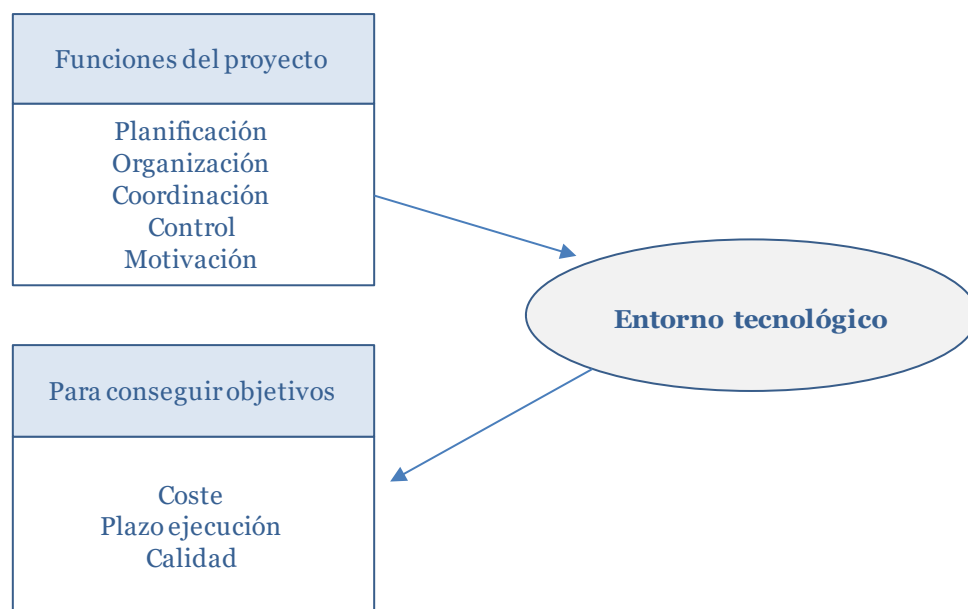 Funciones del proyecto
Planificación
Organización
Coordinación
Control
Motivación
Entorno tecnológico
Para conseguir objetivos
Coste
Plazo ejecución
Calidad